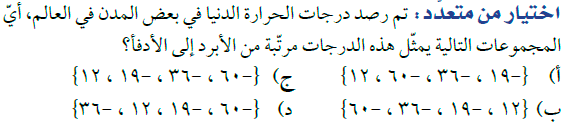 اختيار من متعدّد: تم رصد درجات الحرارة الدنيا في بعض المدن في العالم، أيّ
المجموعات التالية يمثّل هذه الدرجات مرتّبة من الأبرد إلى الأدفأ؟
أ) {-١٩ ، -٣٦ ، -٦٠ ، ١٢} ج) {-٦٠ ، -٣٦ ، -١٩ ، ١٢}
ب) {١٢ ، -١٩ ، -٣٦ ، -٦٠} د) {-٦٠ ، -١٩ ، ١٢ ، -٣٦}